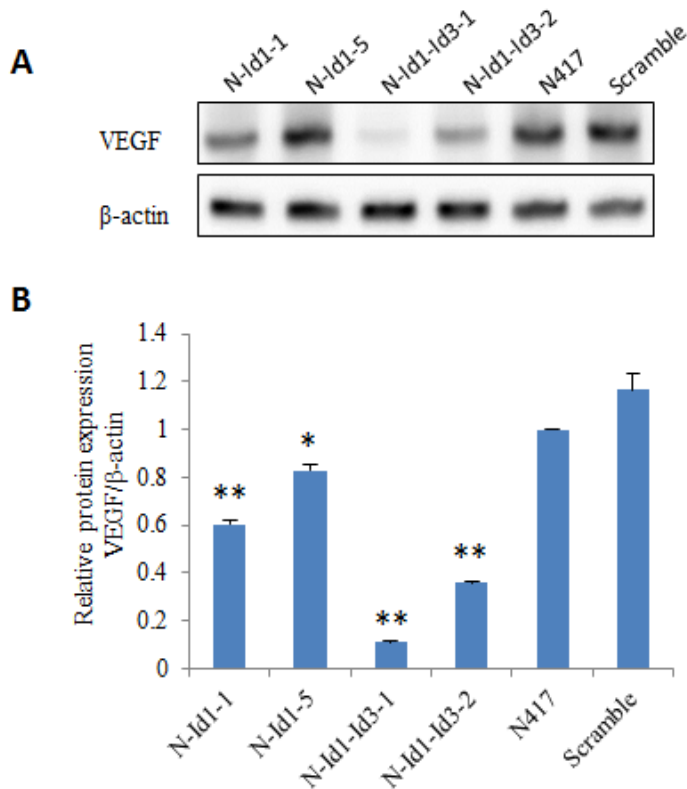 A
N-Id1-1
N-Id1-5
N-Id1-Id3-1
N-Id1-Id3-2
N417
Scramble
VEGF
β-actin
B
Relative protein expression
VEGF/β-actin
1.4
1.2
1
0.8
0.6
0.4
0.2
0
**
*
**
**
N-Id1-1
N-Id1-5
N-Id1-Id3-1
N-Id1-Id3-2
N417
Scramble